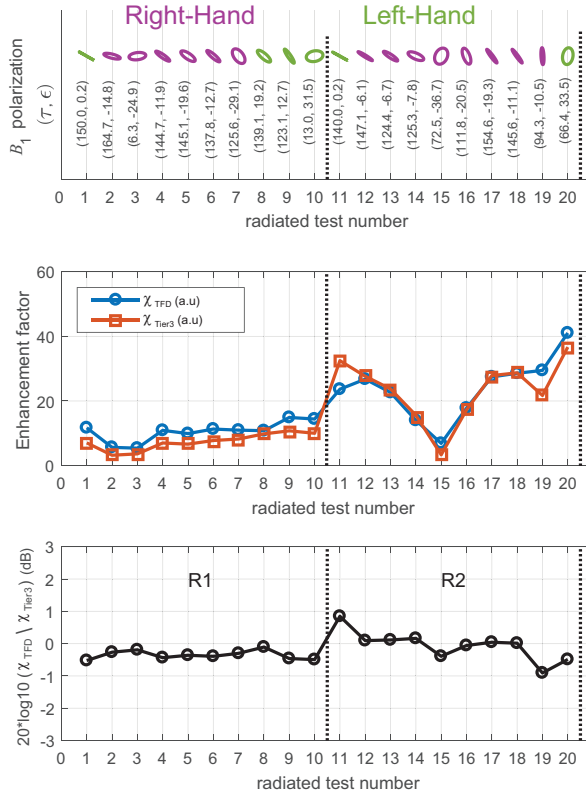 Right-Hand Left-Hand
B1 polarization
(τ, ϵ)
(150.0, 0.2)
(164.7, -14.8)
(6.3, -24.9)
(144.7, -11.9)
(145.1, -19.6)
(137.8, -12.7)
(125.6, -29.1)
(139.1, 19.2)
(123.1, 12.7)
(13.0, 31.5)
(140.0, 0.2)
(147.1, -6.1)
(124.4, -6.7)
(125.3, -7.8)
(72.5, -36.7)
(111.8, -20.5)
(154.6, -19.3)
(145.6, -11.1)
(94.3, -10.5)
(66.4, 33.5)
0 1 2 3 4 5 6 7 8 9 10 11 12 13 14 15 16 17 18 19 20
radiated test number
Enhancement factor
60
40
20
0
χ TFD (a.u)
χ Tier3 (a.u)
0 1 2 3 4 5 6 7 8 9 10 11 12 13 14 15 16 17 18 19 20
radiated test number
20*log10 (χTFD \ χTier3) (dB)
3
2
1
0
-1
-2
-3
R1 R2
0 1 2 3 4 5 6 7 8 9 10 11 12 13 14 15 16 17 18 19 20
radiated test number